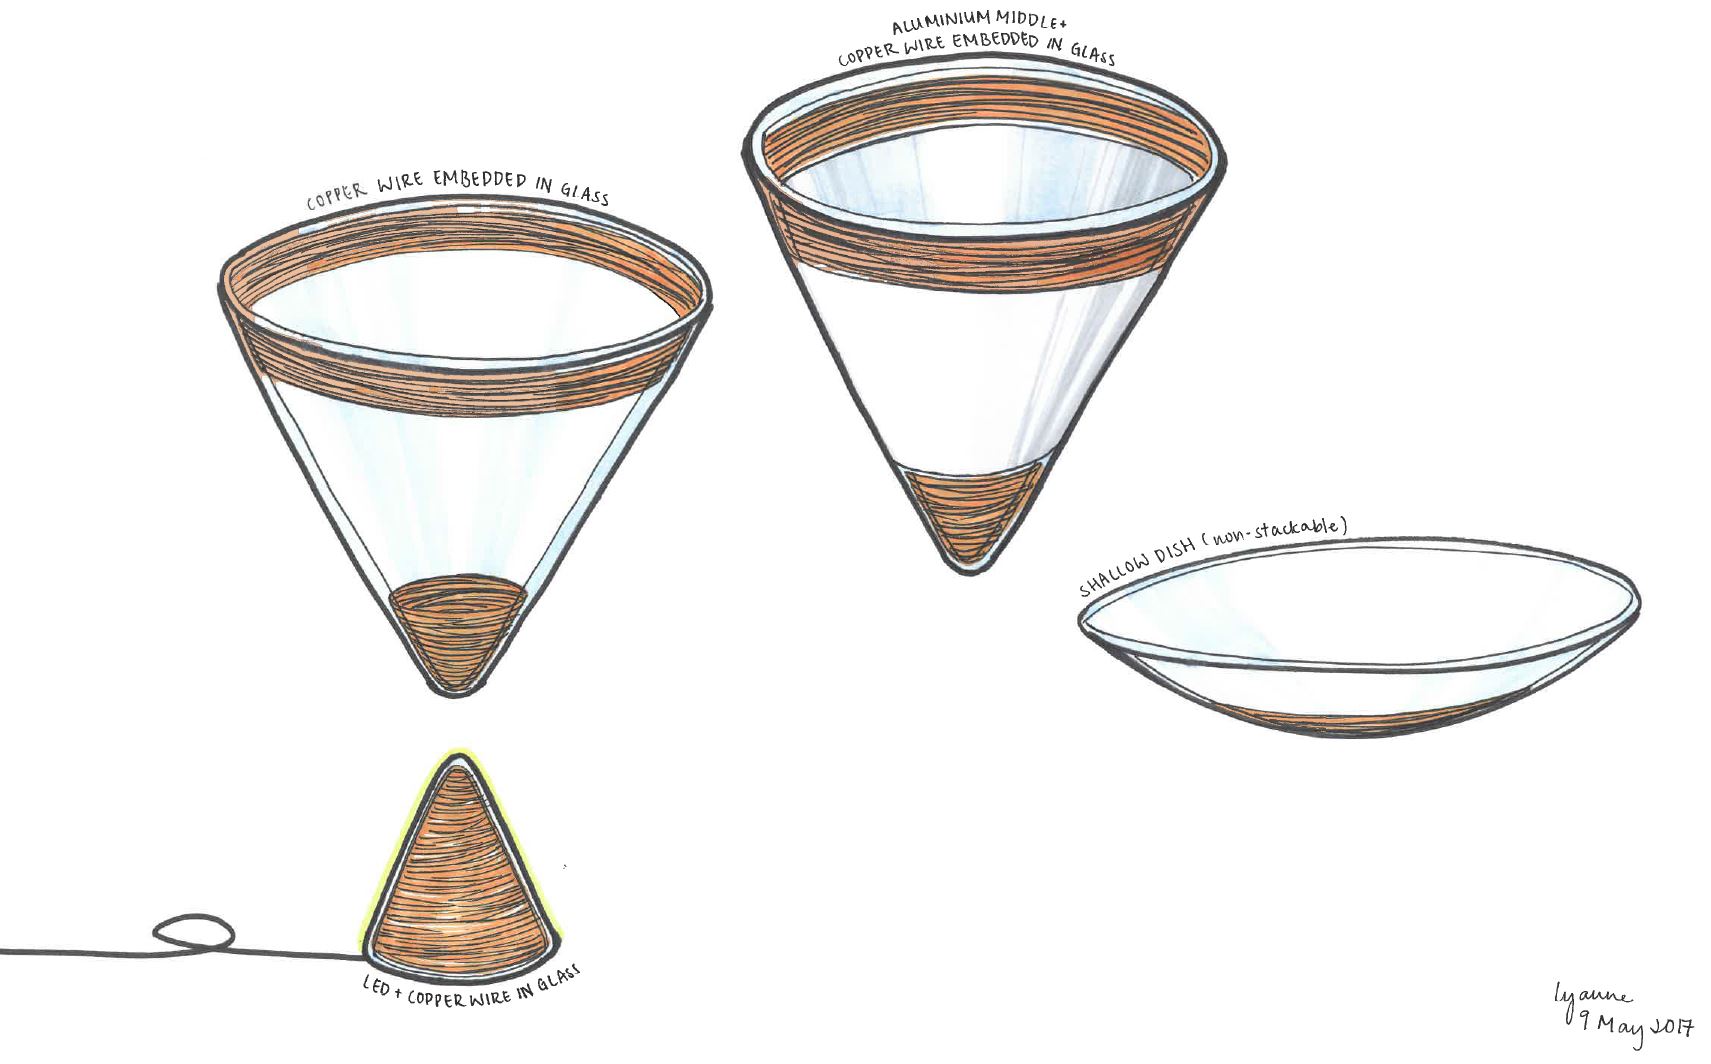 ALUMINIUM MIDDLE+
COPPER WIRE EMBEDDED IN GLASS
COPPER WIRE EMBEDDED IN GLASS
SHALLOW DISH (non-stackable)
LED + COPPER WIRE IN GLASS
lyanne
9 May 2017